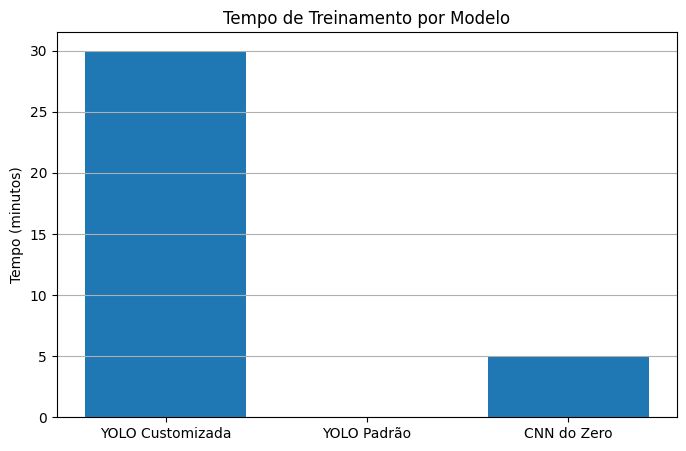 Tempo de Treinamento por Modelo
Tempo (minutos)
30
25
20
15
10
5
0
YOLO Customizada
YOLO Padrão
CNN do Zero